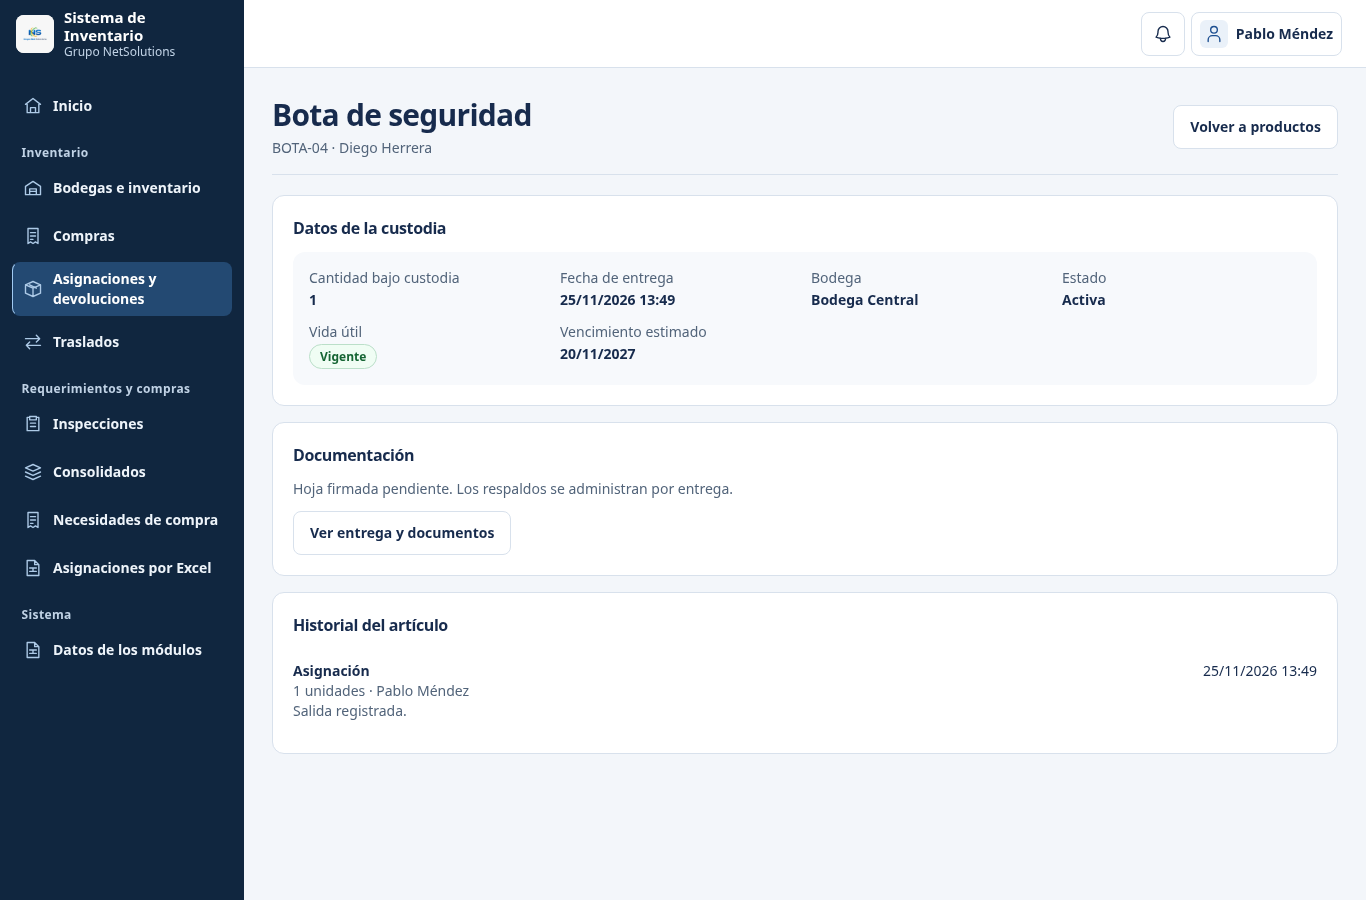 Sistema de
Inventario
Grupo NetSolutions
Inicio
Inventario
Bodegas e inventario
Compras
Asignaciones y
devoluciones
Traslados
Requerimientos y compras
Inspecciones
Consolidados
Necesidades de compra
Asignaciones por Excel
Sistema
Datos de los módulos
Pablo Méndez
Bota de seguridad
BOTA-04 · Diego Herrera
Volver a productos
Datos de la custodia
Cantidad bajo custodia
1
Fecha de entrega
25/11/2026 13:49
Bodega
Bodega Central
Estado
Activa
Vida útil
Vigente
Vencimiento estimado
20/11/2027
Documentación
Hoja firmada pendiente. Los respaldos se administran por entrega.
Ver entrega y documentos
Historial del artículo
Asignación
25/11/2026 13:49
1 unidades · Pablo Méndez
Salida registrada.